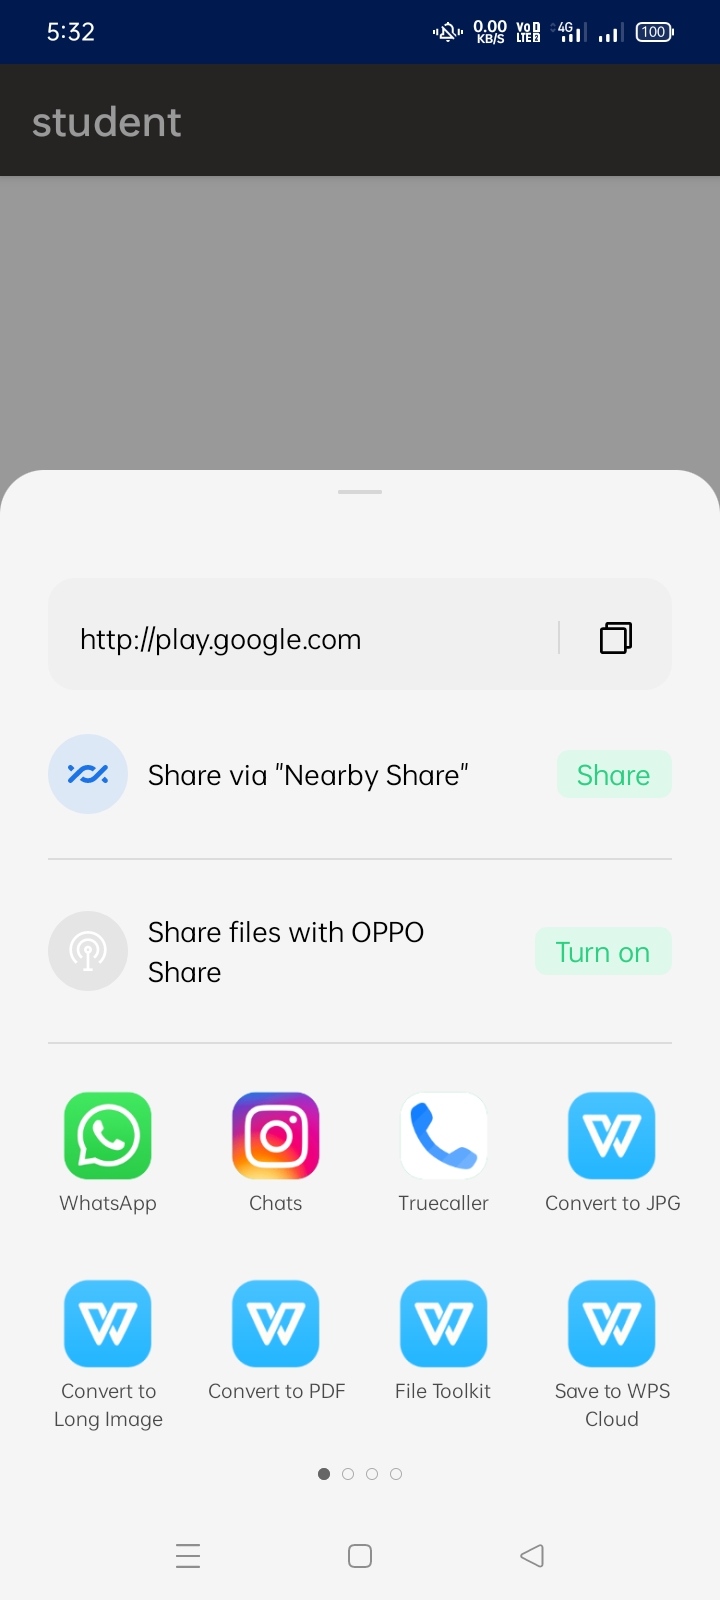 5:32
0.00
KB/S
Vo 1
LTE 2
4G
100
student
http://play.google.com
Share via "Nearby Share"
Share
Share files with OPPO
Share
Turn on
WhatsApp
Chats
Truecaller
Convert to JPG
Convert to
Long Image
Convert to PDF
File Toolkit
Save to WPS
Cloud